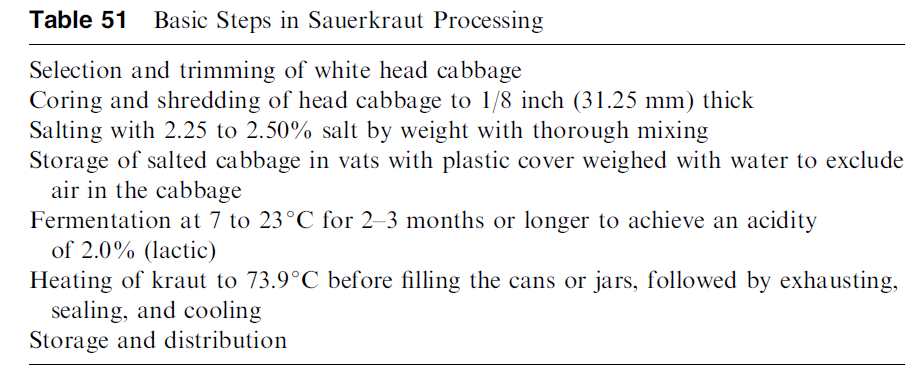 Table 51 Basic Steps in Sauerkraut Processing
Selection and trimming of white head cabbage
Coring and shredding of head cabbage to 1/8 inch (31.25 mm) thick
Salting with 2.25 to 2.50% salt by weight with thorough mixing
Storage of salted cabbage in vats with plastic cover weighed with water to exclude
air in the cabbage
Fermentation at 7 to 23°C for 2–3 months or longer to achieve an acidity
of 2.0% (lactic)
Heating of kraut to 73.9°C before filling the cans or jars, followed by exhausting,
sealing, and cooling
Storage and distribution